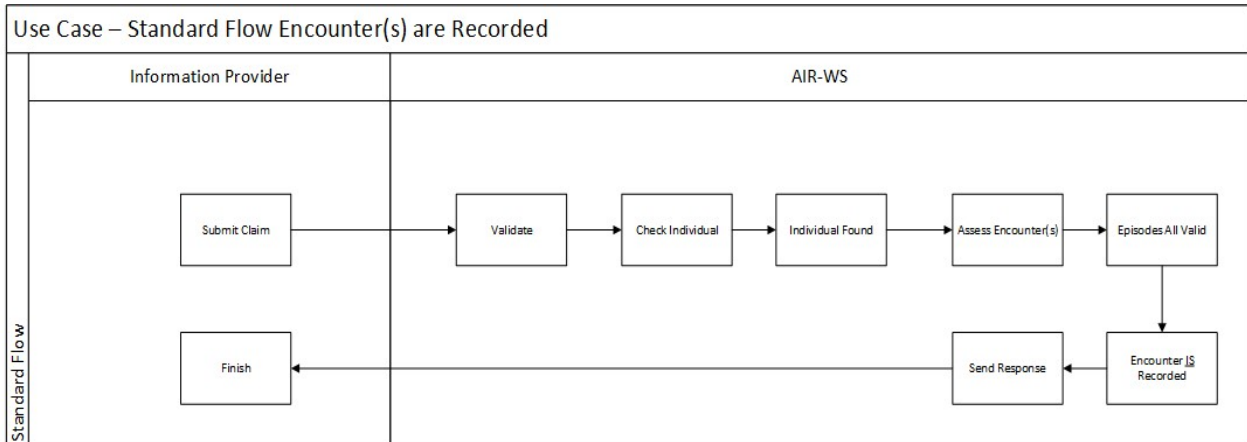 Use Case – Standard Flow Encounter(s) are Recorded
Information Provider
AIR-WS
Standard Flow
Submit Claim
Validate
Check Individual
Individual Found
Assess Encounter(s)
Episodes All Valid
Finish
Send Response
Encounter IS
Recorded